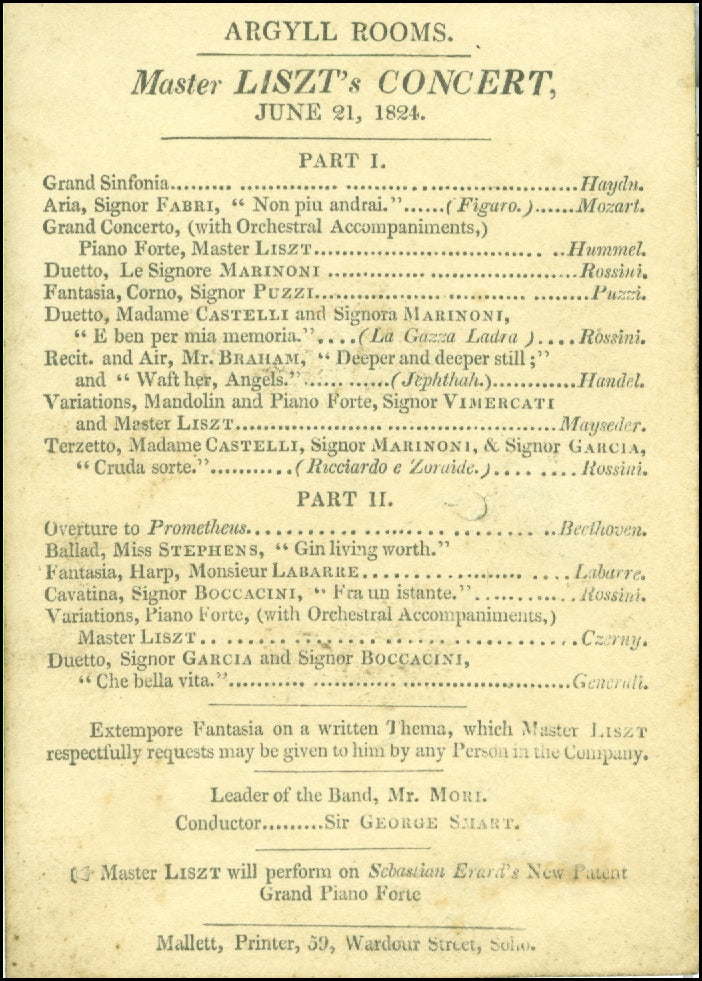 ARGYLL ROOMS.
Master LISZT's CONCERT,
JUNE 21, 1824.
PART I.
Grand Sinfonia......... ............. ............................Haydn.
Aria, Signor FABRI, “ Non piu andrai.”......(Figaro.)......Mozart.
Grand Concerto, (with Orchestral Accompaniments,)
Piano Forte, Master LISZT.................................. ..Hummel.
Duetto, Le Signore MARINONI ...................................Rossini.
Fantasia, Corno, Signor PUZZI.......................... ........Puzzi.
Duetto, Madame CASTELLI and Signora MARINONI,
“ E ben per mia memoria.”....(La Gazza Ladra )....Rossini.
Recit. and Air, Mr. BRAHAM, “ Deeper and deeper still ;”
and “ Waft her, Angels.”..... ......(Jephthah.)............Handel.
Variations, Mandolin and Piano Forte, Signor VIMERCATI
and Master LISZT..................... .........................Mayseder.
Terzetto, Madame CASTELLI, Signor MARINONI, & Signor GARCIA,
“ Cruda sorte.”..........(Ricciardo e Zoraide.)......... Rossini.
PART II.
Overture to Prometheus........................ .........Beethoven.
Ballad, Miss STEPHENS, “ Gin living worth.”
Fantasia, Harp, Monsieur LABARRE.................. ....Labarre.
Cavatina, Signor BOCCACINI, “ Fra un istante.”...........Rossini.
Variations, Piano Forte, (with Orchestral Accompaniments,)
Master LISZT........................................Czerny.
Duetto, Signor GARCIA and Signor BOCCACINI,
“ Che bella vita.”.......... .................................Generali.
Extempore Fantasia on a written Thema, which Master LISZT
respectfully requests may be given to him by any Person in the Company.
Leader of the Band, Mr. MORI.
Conductor.........Sir GEORGE SMART.
☞ Master LISZT will perform on Sebastian Erard's New Patent
Grand Piano Forte
Mallett, Printer, 59, Wardour Street, Soho.